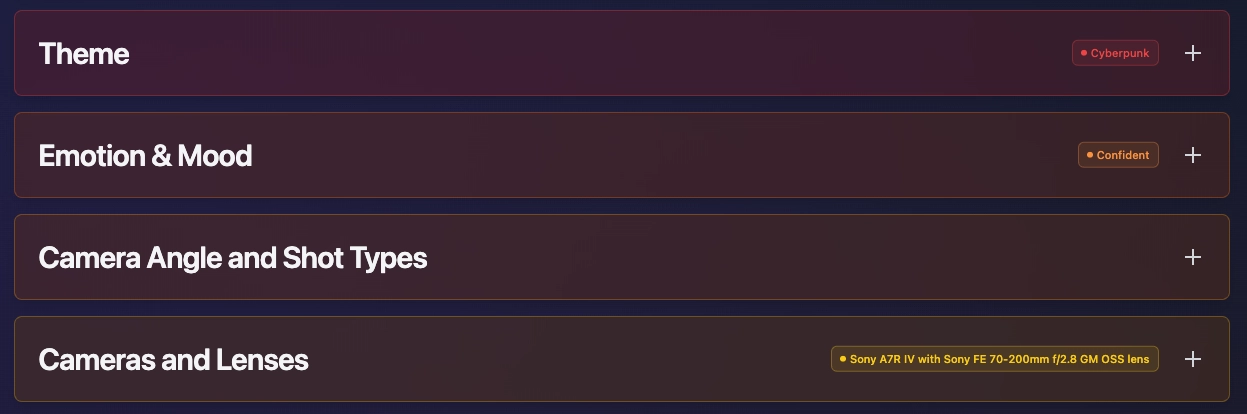 Theme
Cyberpunk
Emotion & Mood
Confident
Camera Angle and Shot Types
Cameras and Lenses
Sony A7R IV with Sony FE 70-200mm f/2.8 GM OSS lens